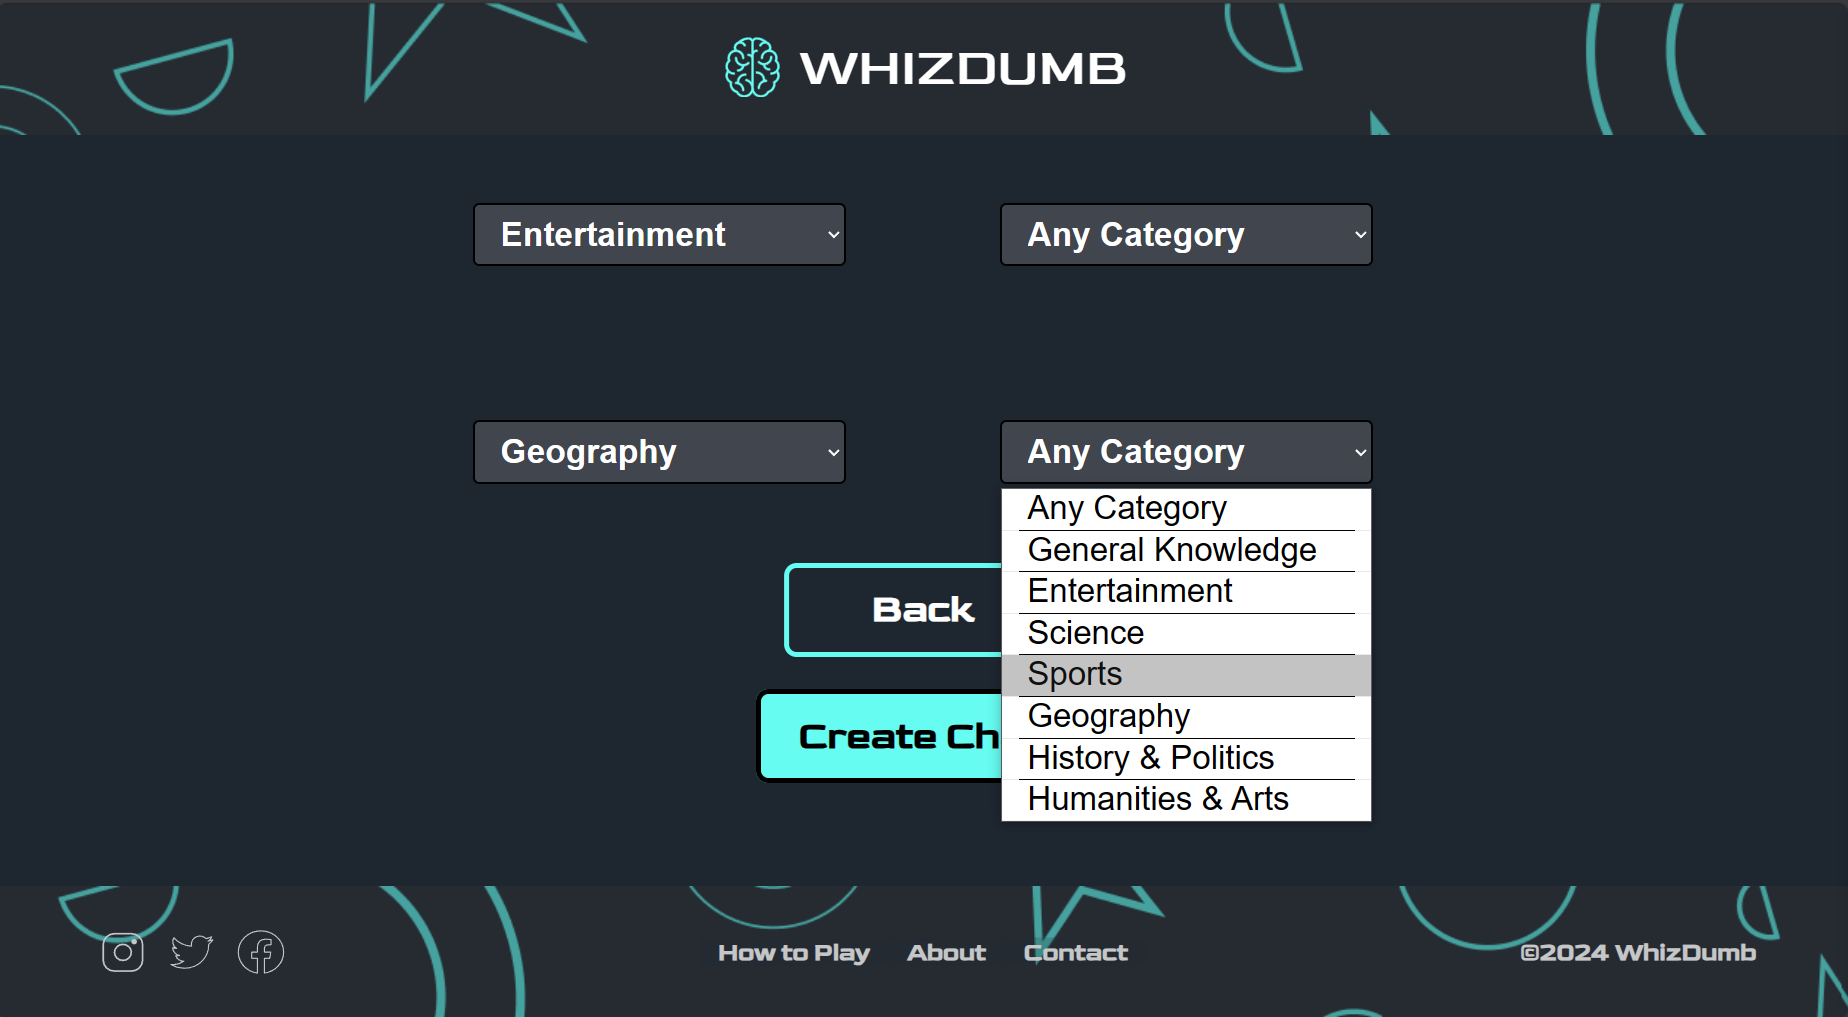 WHIZDUMB
Entertainment
Any Category
Geography
Any Category
Any Category
General Knowledge
Entertainment
Science
Sports
Geography
History & Politics
Humanities & Arts
Back
Create Ch
How to Play
About
Contact
©2024 WhizDumb